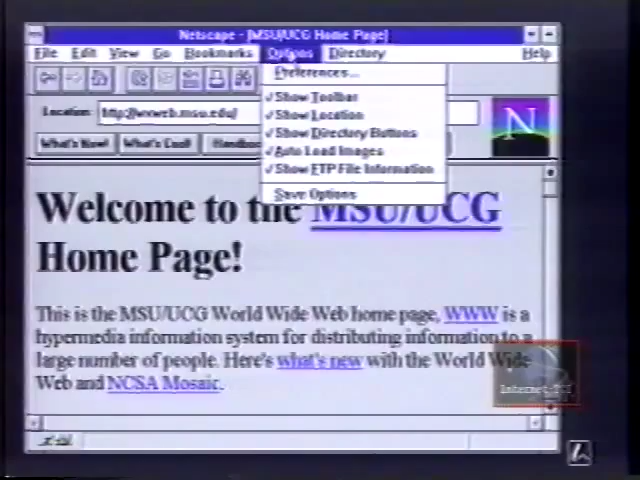 Netscape - [MSU/UCG Home Page]
File Edit View Go Bookmarks Options Directory Help
Preferences...
✓Show Toolbar
✓Show Location
✓Show Directory Buttons
✓Auto Load Images
✓Show FTP File Information
Save Options
Location:
N
What's New! What's Cool! Handbook
Welcome to the MSU/UCG
Home Page!
This is the MSU/UCG World Wide Web home page, WWW is a
hypermedia information system for distributing information to a
large number of people. Here's what's new with the World Wide
Web and NCSA Mosaic.
Internet